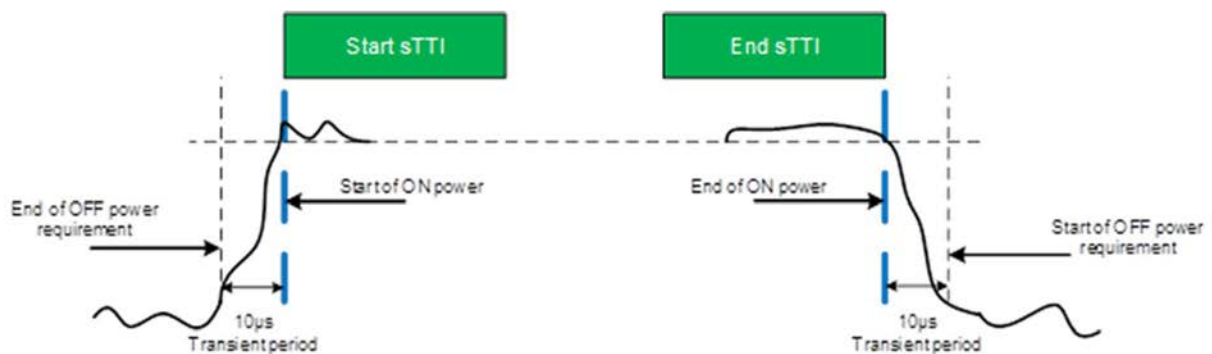 Start sTTI
End sTTI
Start of ON power
End of ON power
End of OFF power
requirement
Start of OFF power
requirement
10µs
Transient period
10µs
Transient period